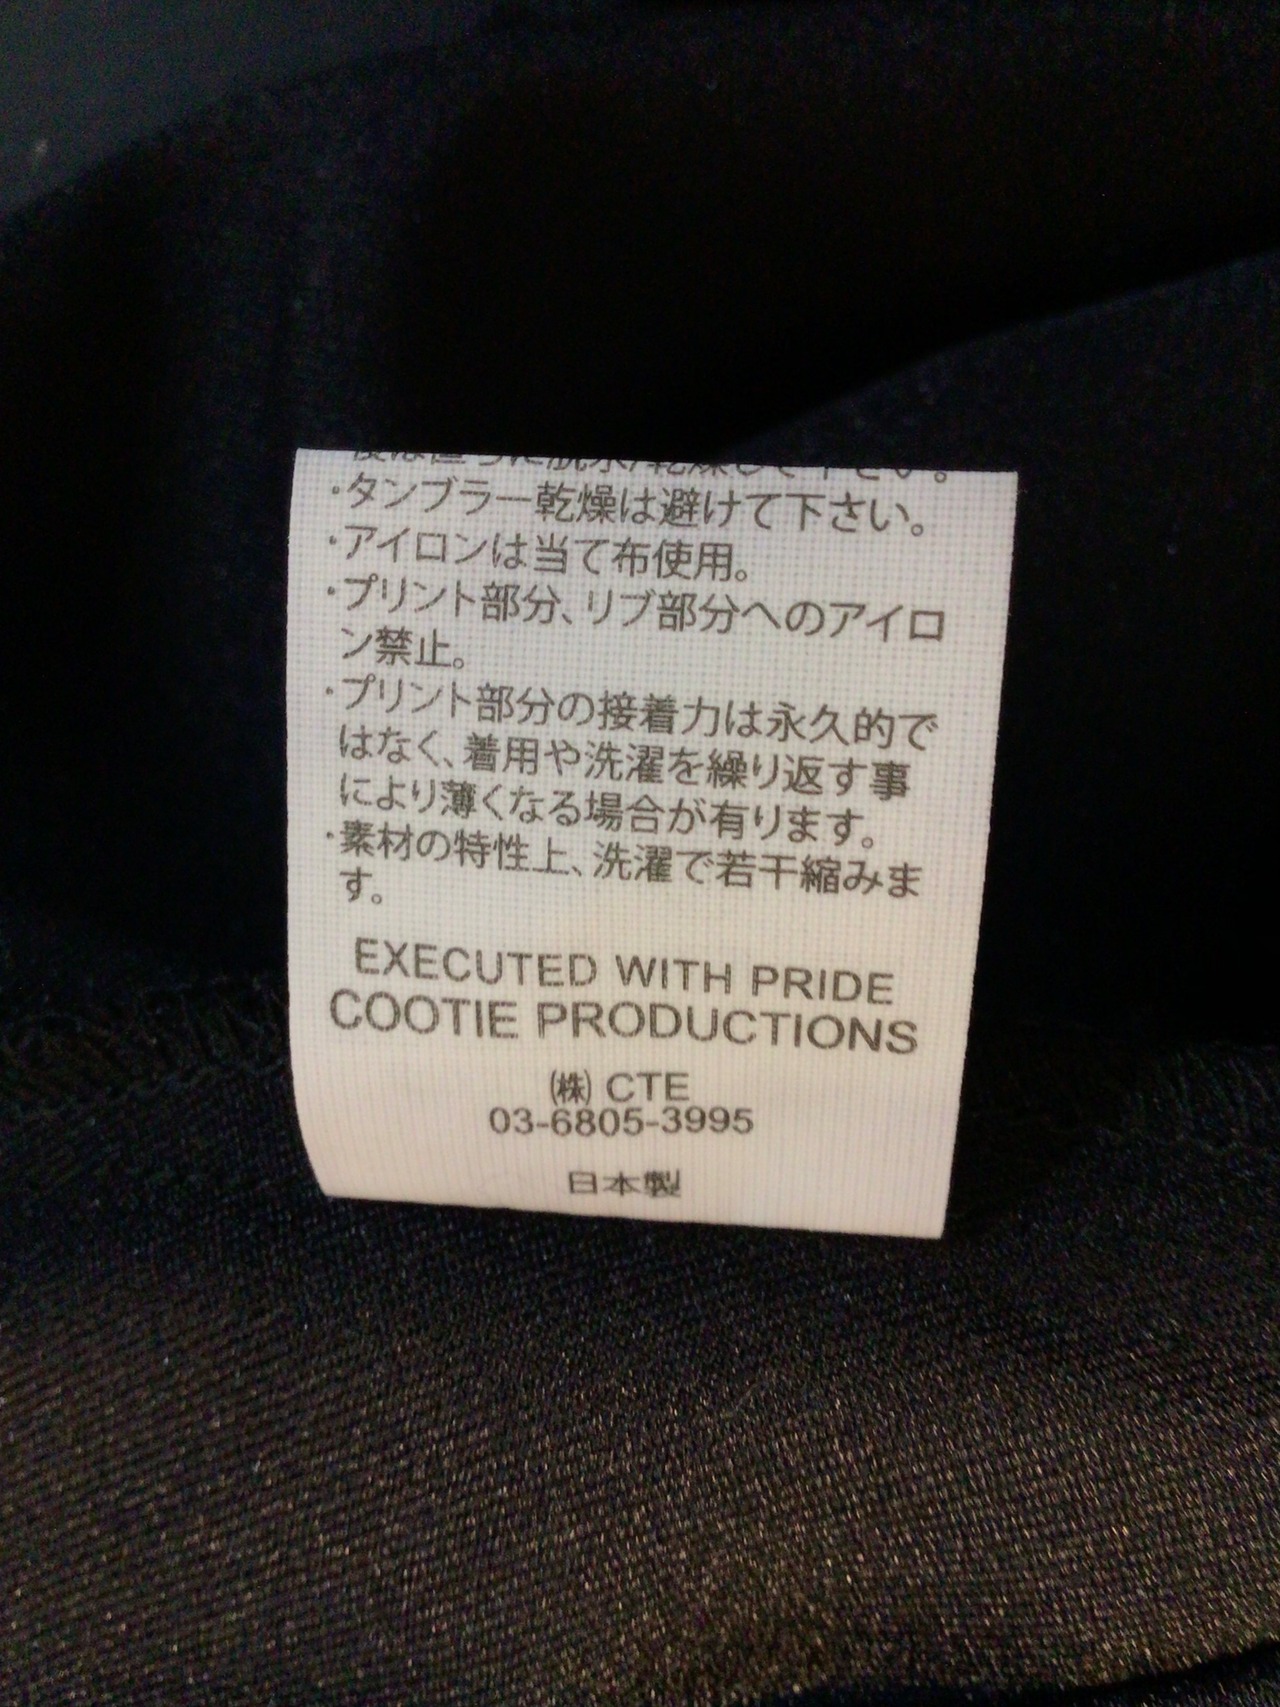 ・タンブラー乾燥は避けて下さい。
・アイロンは当て布使用。
・プリント部分、リブ部分へのアイロ
ン禁止。
・プリント部分の接着力は永久的で
はなく、着用や洗濯を繰り返す事
により薄くなる場合が有ります。
・素材の特性上、洗濯で若干縮みま
す。
EXECUTED WITH PRIDE
COOTIE PRODUCTIONS
㈱ CTE
03-6805-3995
日本製